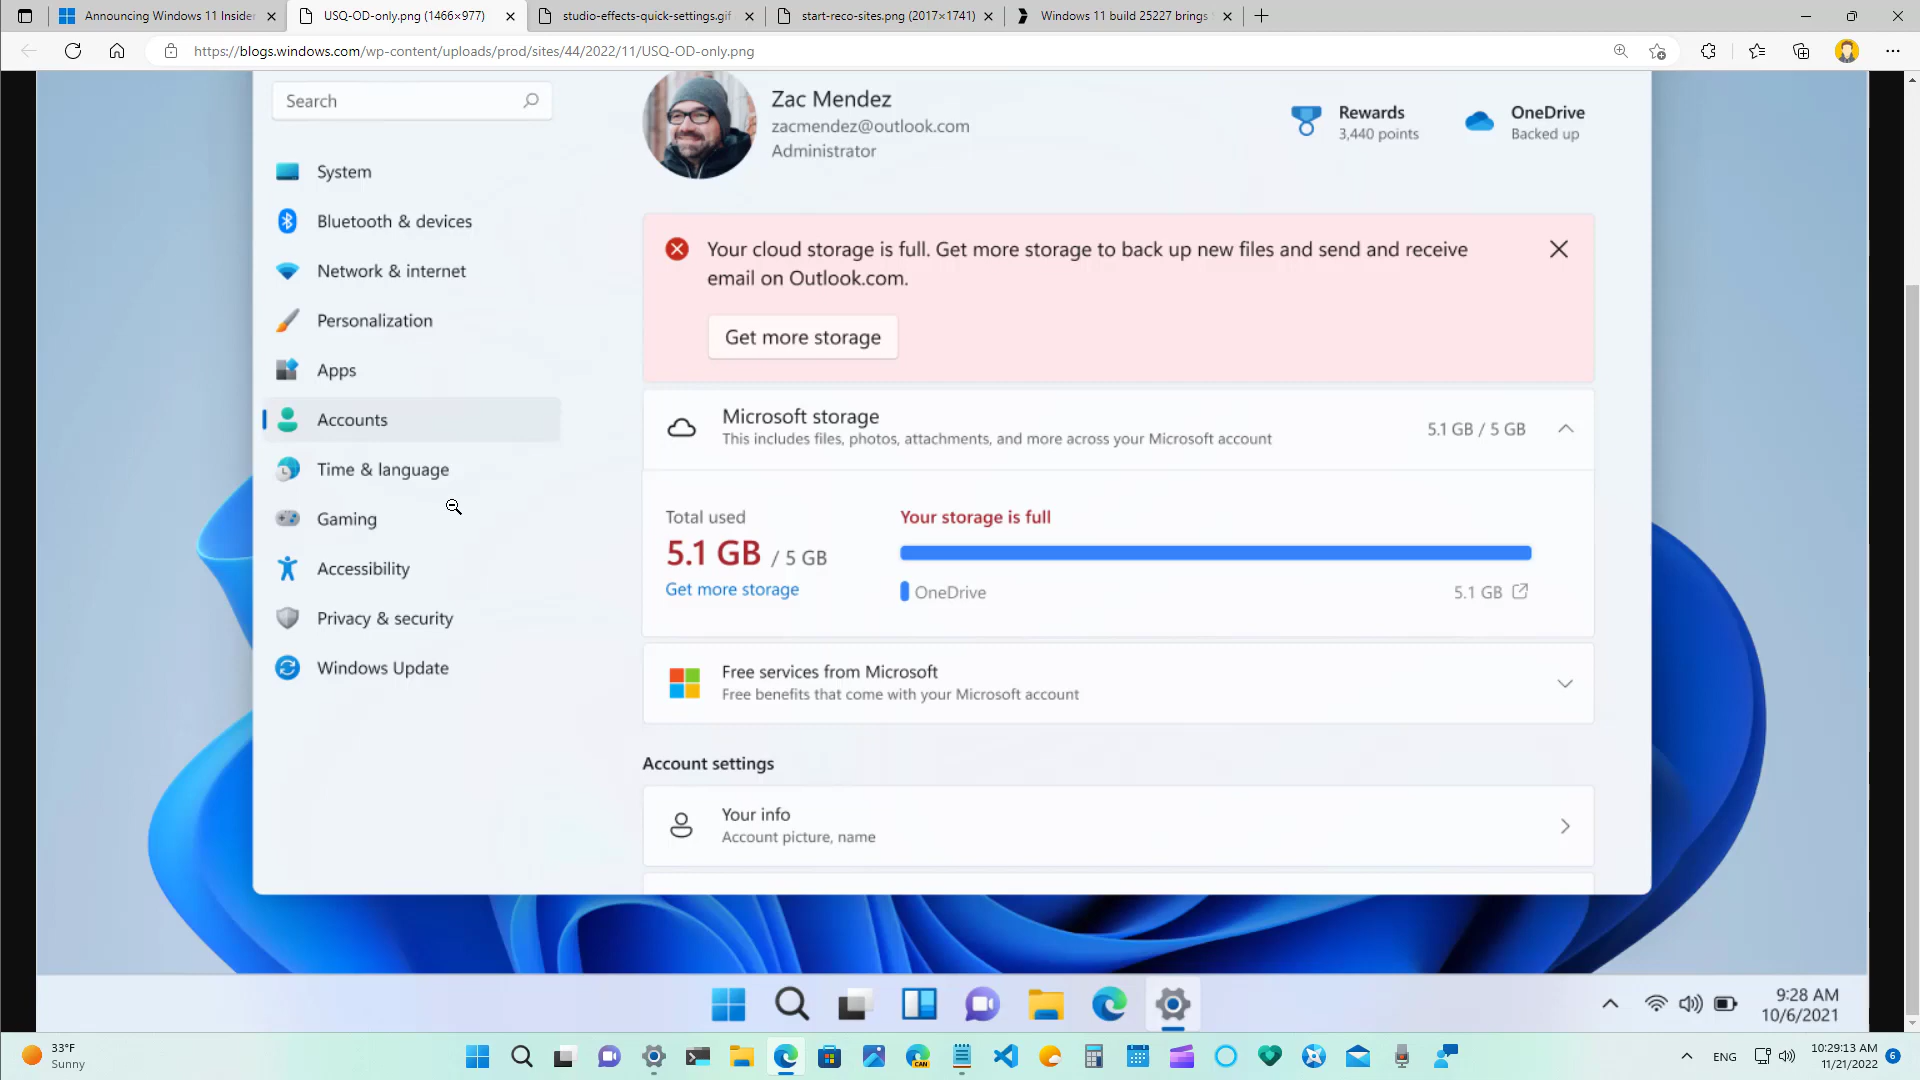 Announcing Windows 11 Insider
USQ-OD-only.png (1466×977)
studio-effects-quick-settings.gif
start-reco-sites.png (2017×1741)
Windows 11 build 25227 brings
https://blogs.windows.com/wp-content/uploads/prod/sites/44/2022/11/USQ-OD-only.png
Search
Zac Mendez
zacmendez@outlook.com
Administrator
Rewards
3,440 points
OneDrive
Backed up
System
Bluetooth & devices
Network & internet
Personalization
Apps
Accounts
Time & language
Gaming
Accessibility
Privacy & security
Windows Update
Your cloud storage is full. Get more storage to back up new files and send and receive
email on Outlook.com.
Get more storage
Microsoft storage
This includes files, photos, attachments, and more across your Microsoft account
5.1 GB / 5 GB
Total used
5.1 GB / 5 GB
Get more storage
Your storage is full
OneDrive
5.1 GB
Free services from Microsoft
Free benefits that come with your Microsoft account
Account settings
Your info
Account picture, name
9:28 AM
10/6/2021
33°F
Sunny
CAN
ENG
10:29:13 AM
11/21/2022
6